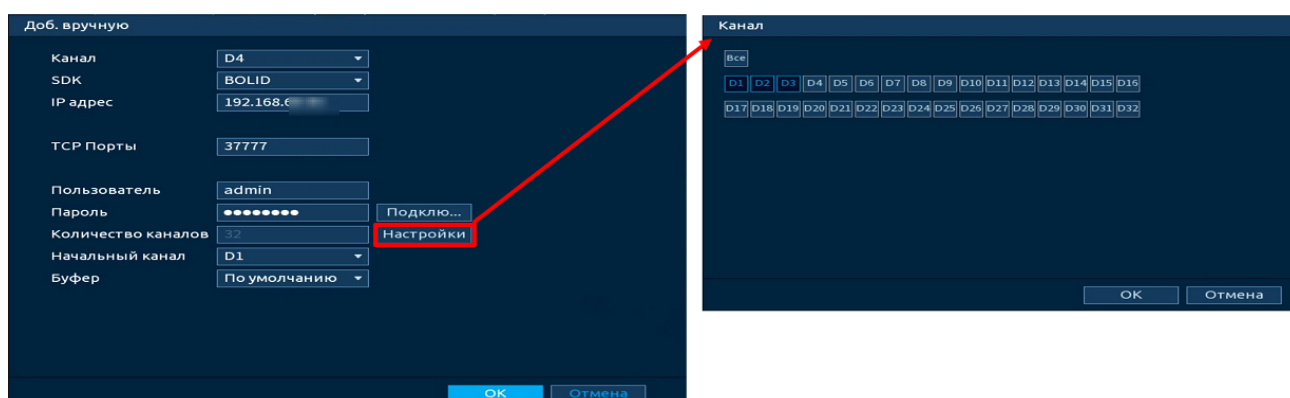 Доб. вручную
Канал D4
SDK BOLID
IP адрес 192.168.6
TCP Порты 37777
Пользователь admin
Пароль ●●●●●●●● Подклю...
Количество каналов 32 Настройки
Начальный канал D1
Буфер По умолчанию
OK Отмена
Канал
Все
D1 D2 D3 D4 D5 D6 D7 D8 D9 D10 D11 D12 D13 D14 D15 D16
D17 D18 D19 D20 D21 D22 D23 D24 D25 D26 D27 D28 D29 D30 D31 D32
OK Отмена